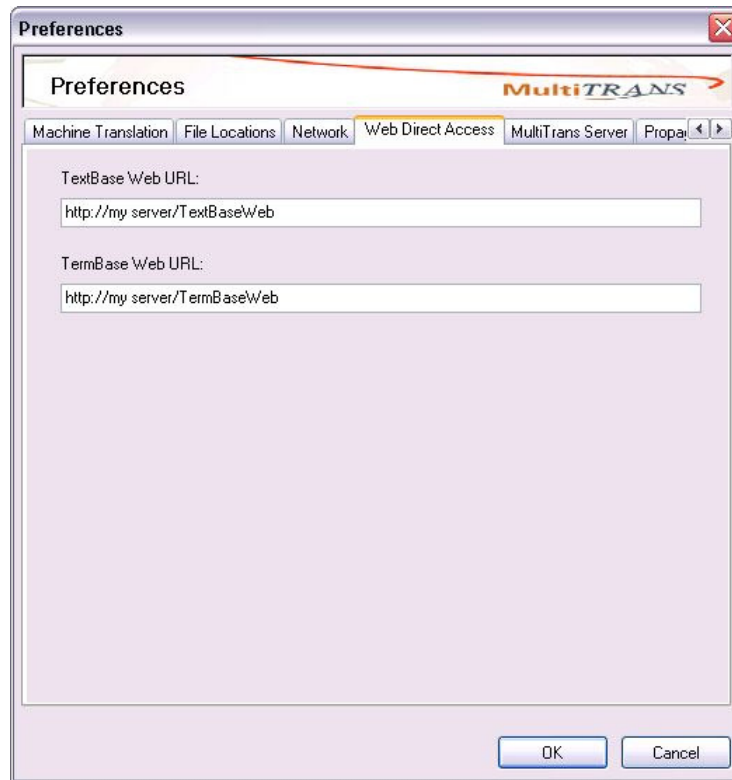 Preferences
Preferences
MultiTRANS
Machine Translation File Locations Network Web Direct Access MultiTrans Server
TextBase Web URL:
http://my server/TextBaseWeb
TermBase Web URL:
http://my server/TermBaseWeb
OK Cancel